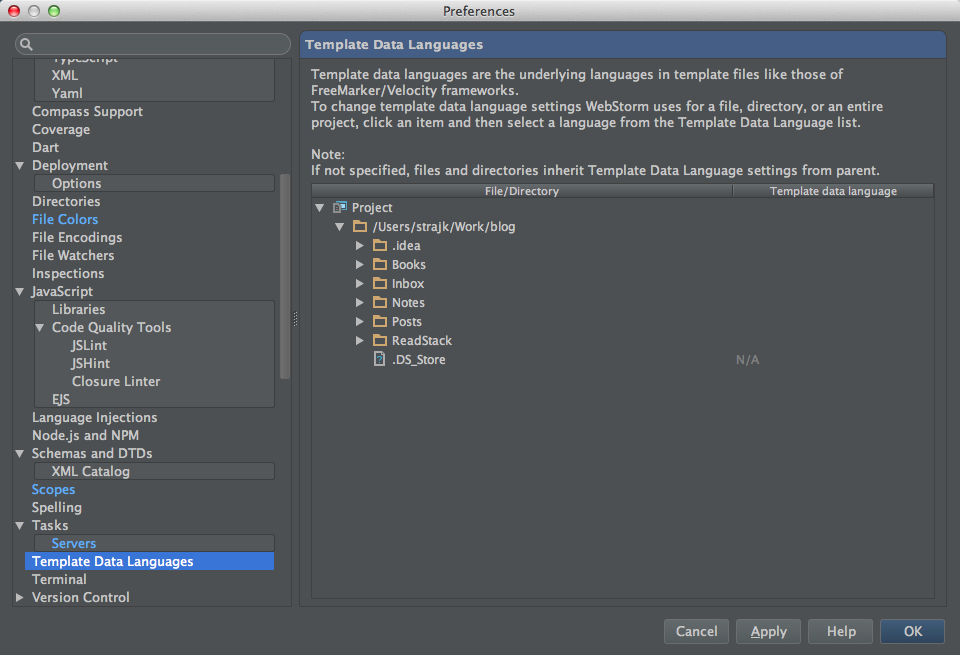 Preferences
TypeScript
XML
Yaml
Compass Support
Coverage
Dart
Deployment
Options
Directories
File Colors
File Encodings
File Watchers
Inspections
JavaScript
Libraries
Code Quality Tools
JSLint
JSHint
Closure Linter
EJS
Language Injections
Node.js and NPM
Schemas and DTDs
XML Catalog
Scopes
Spelling
Tasks
Servers
Template Data Languages
Terminal
Version Control
Template Data Languages
Template data languages are the underlying languages in template files like those of
FreeMarker/Velocity frameworks.
To change template data language settings WebStorm uses for a file, directory, or an entire
project, click an item and then select a language from the Template Data Language list.
Note:
If not specified, files and directories inherit Template Data Language settings from parent.
File/Directory Template data language
Project
/Users/strajk/Work/blog
.idea
Books
Inbox
Notes
Posts
ReadStack
.DS_Store N/A
Cancel Apply Help OK